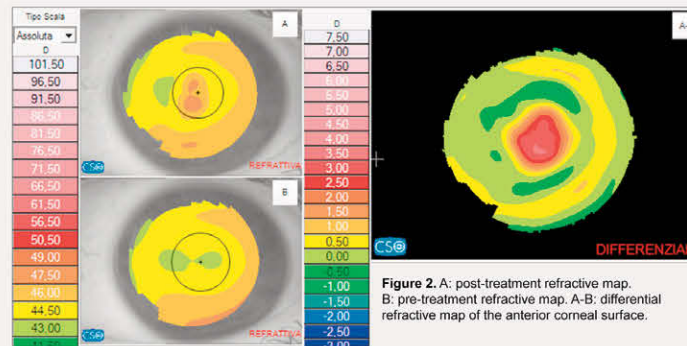 Tipo Scala
Assoluta
D
101,50
96,50
91,50
86,50
81,50
76,50
71,50
66,50
61,50
56,50
50,50
49,00
47,50
46,00
44,50
43,00
A
REFRATTIVA
CSO
B
REFRATTIVA
CSO
D
7,50
7,00
6,50
6,00
5,50
5,00
4,50
4,00
3,50
3,00
2,50
2,00
1,50
1,00
0,50
0,00
-0,50
-1,00
-1,50
-2,00
-2,50
-3,00
A-
CSO
DIFFERENZIAL
Figure 2. A: post-treatment refractive map.
B: pre-treatment refractive map. A-B: differential
refractive map of the anterior corneal surface.